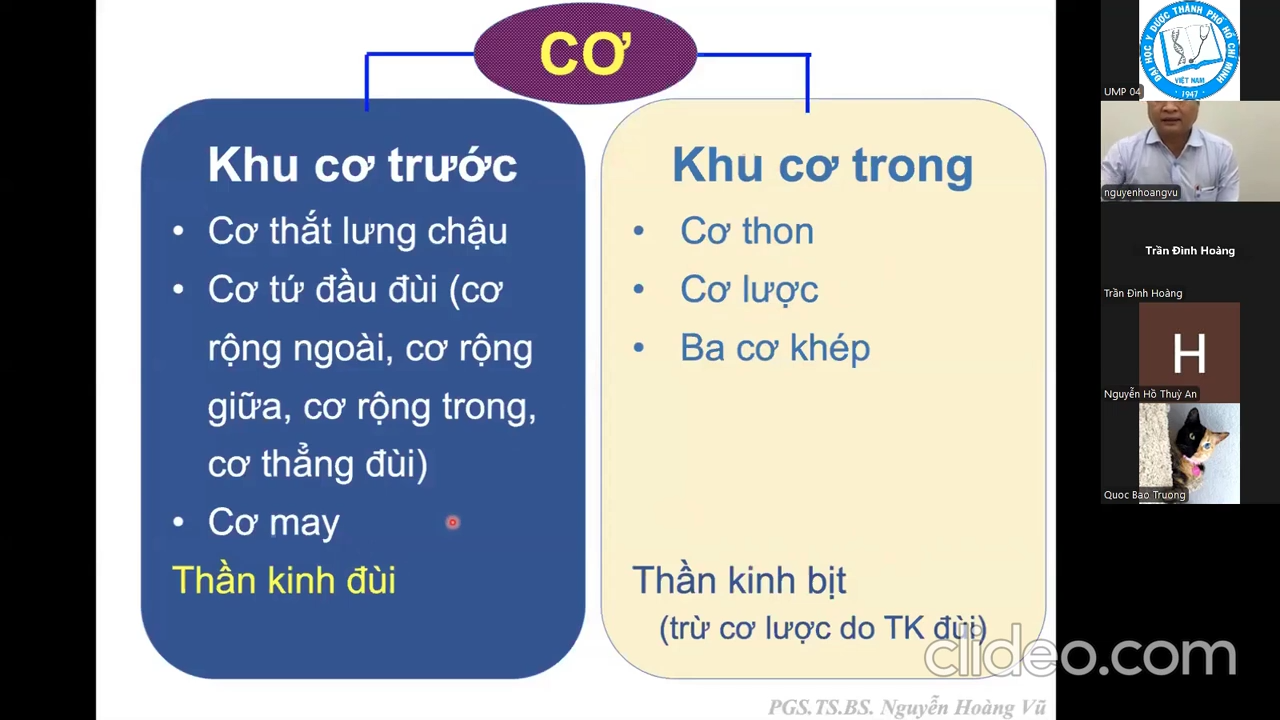 CƠ
Khu cơ trước
• Cơ thắt lưng chậu
• Cơ tứ đầu đùi (cơ
rộng ngoài, cơ rộng
giữa, cơ rộng trong,
cơ thẳng đùi)
• Cơ may
Thần kinh đùi
Khu cơ trong
• Cơ thon
• Cơ lược
• Ba cơ khép
Thần kinh bịt
(trừ cơ lược do TK đùi)
clideo.com
PGS.TS.BS. Nguyễn Hoàng Vũ
ĐẠI HỌC Y DƯỢC THÀNH PHỐ HỒ CHÍ MINH
VIỆT NAM
1947
UMP 04
nguyenhoangvu
Trần Đình Hoàng
Trần Đình Hoàng
H
Nguyễn Hồ Thuỳ An
Quoc Bao Truong